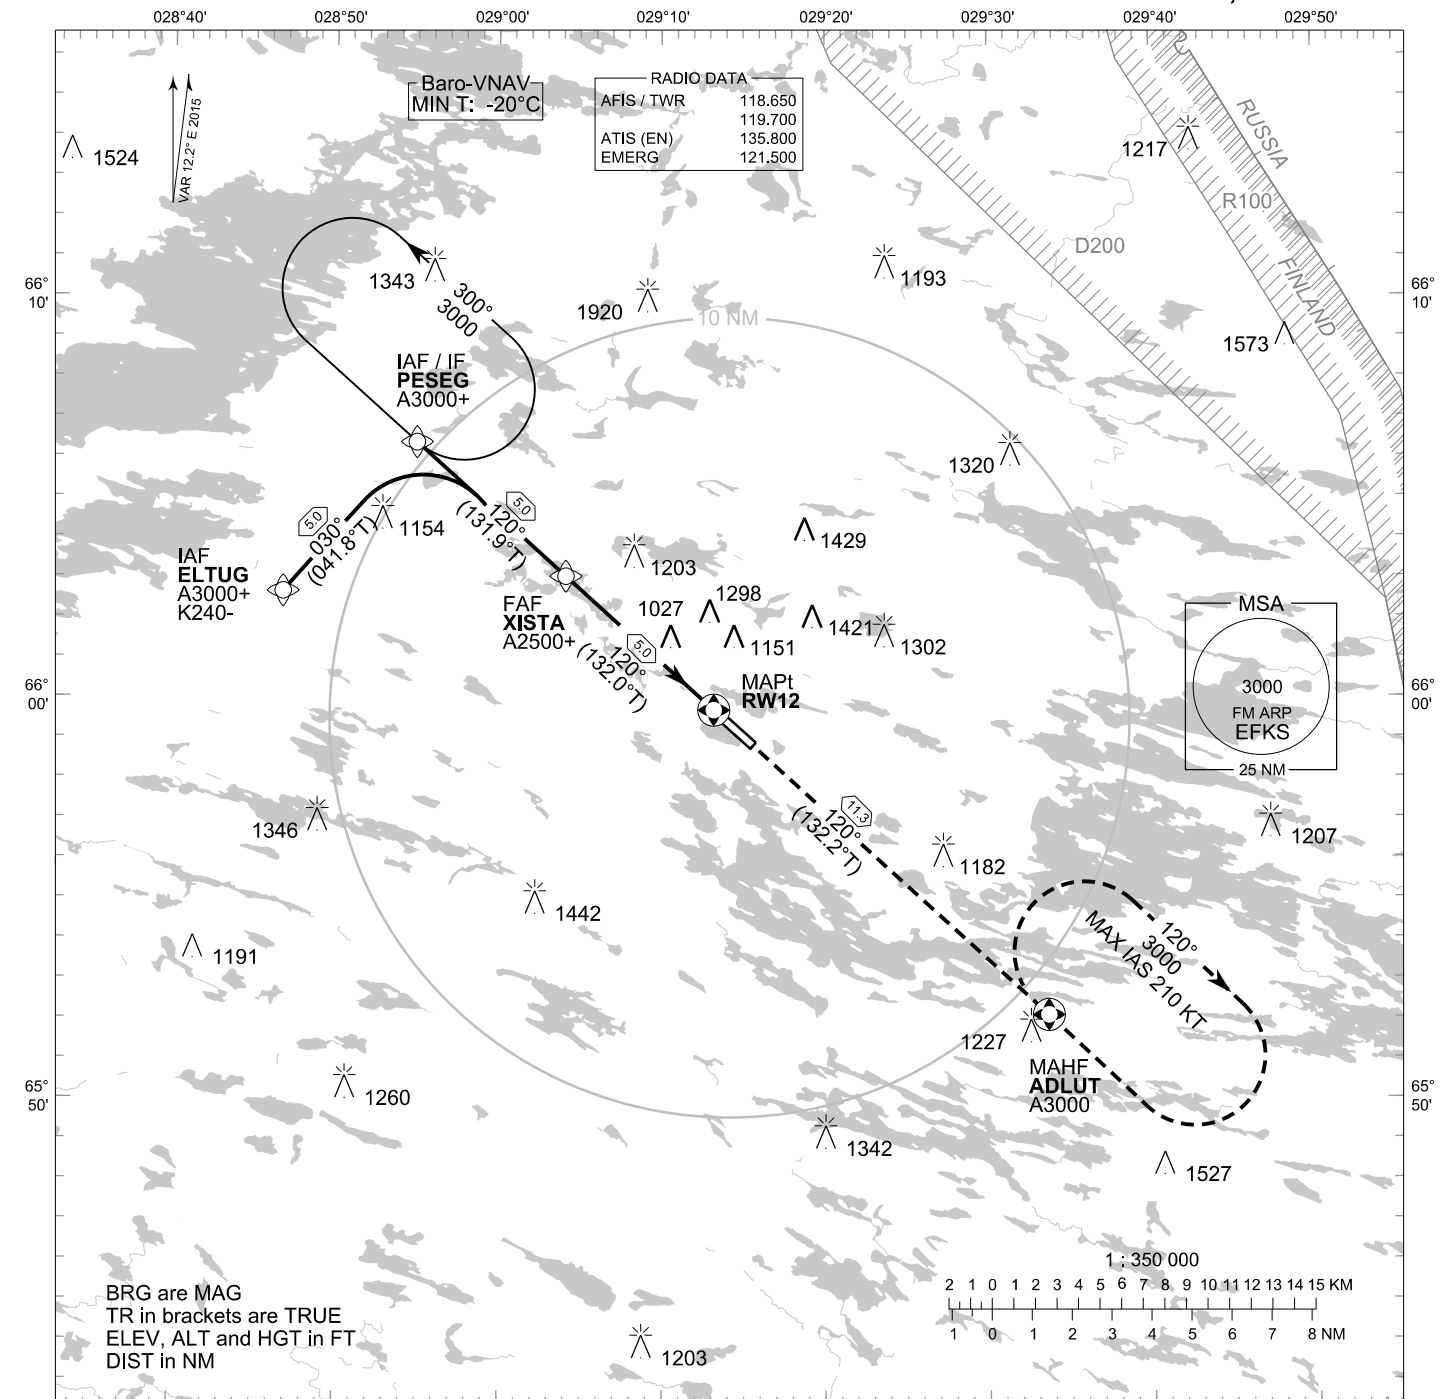 028°40' 028°50' 029°00' 029°10' 029°20' 029°30' 029°40' 029°50'
VAR 12.2° E 2015
Baro-VNAV
MIN T: -20°C
RADIO DATA
AFIS / TWR 118.650
119.700
ATIS (EN) 135.800
EMERG 121.500
1524
1217
RUSSIA
R100
D200
FINLAND
1343
300°
3000
1920
1193
66°
10'
66°
10'
10 NM
1573
IAF / IF
PESEG
A3000+
1320
5.0
030°
(041.8°T)
1154
5.0
120°
(131.9°T)
1429
1203
IAF
ELTUG
A3000+
K240-
FAF
XISTA
A2500+
1027
1298
1151
1421
1302
5.0
120°
(132.0°T)
MSA
3000
FM ARP
EFKS
25 NM
66°
00'
66°
00'
MAPt
RW12
11.3
120°
(132.2°T)
1346
1207
1182
1442
1191
120°
3000
MAX IAS 210 KT
1227
MAHF
ADLUT
A3000
65°
50'
65°
50'
1260
1342
1527
1 : 350 000
2 1 0 1 2 3 4 5 6 7 8 9 10 11 12 13 14 15 KM
1 0 1 2 3 4 5 6 7 8 NM
BRG are MAG
TR in brackets are TRUE
ELEV, ALT and HGT in FT
DIST in NM
1203